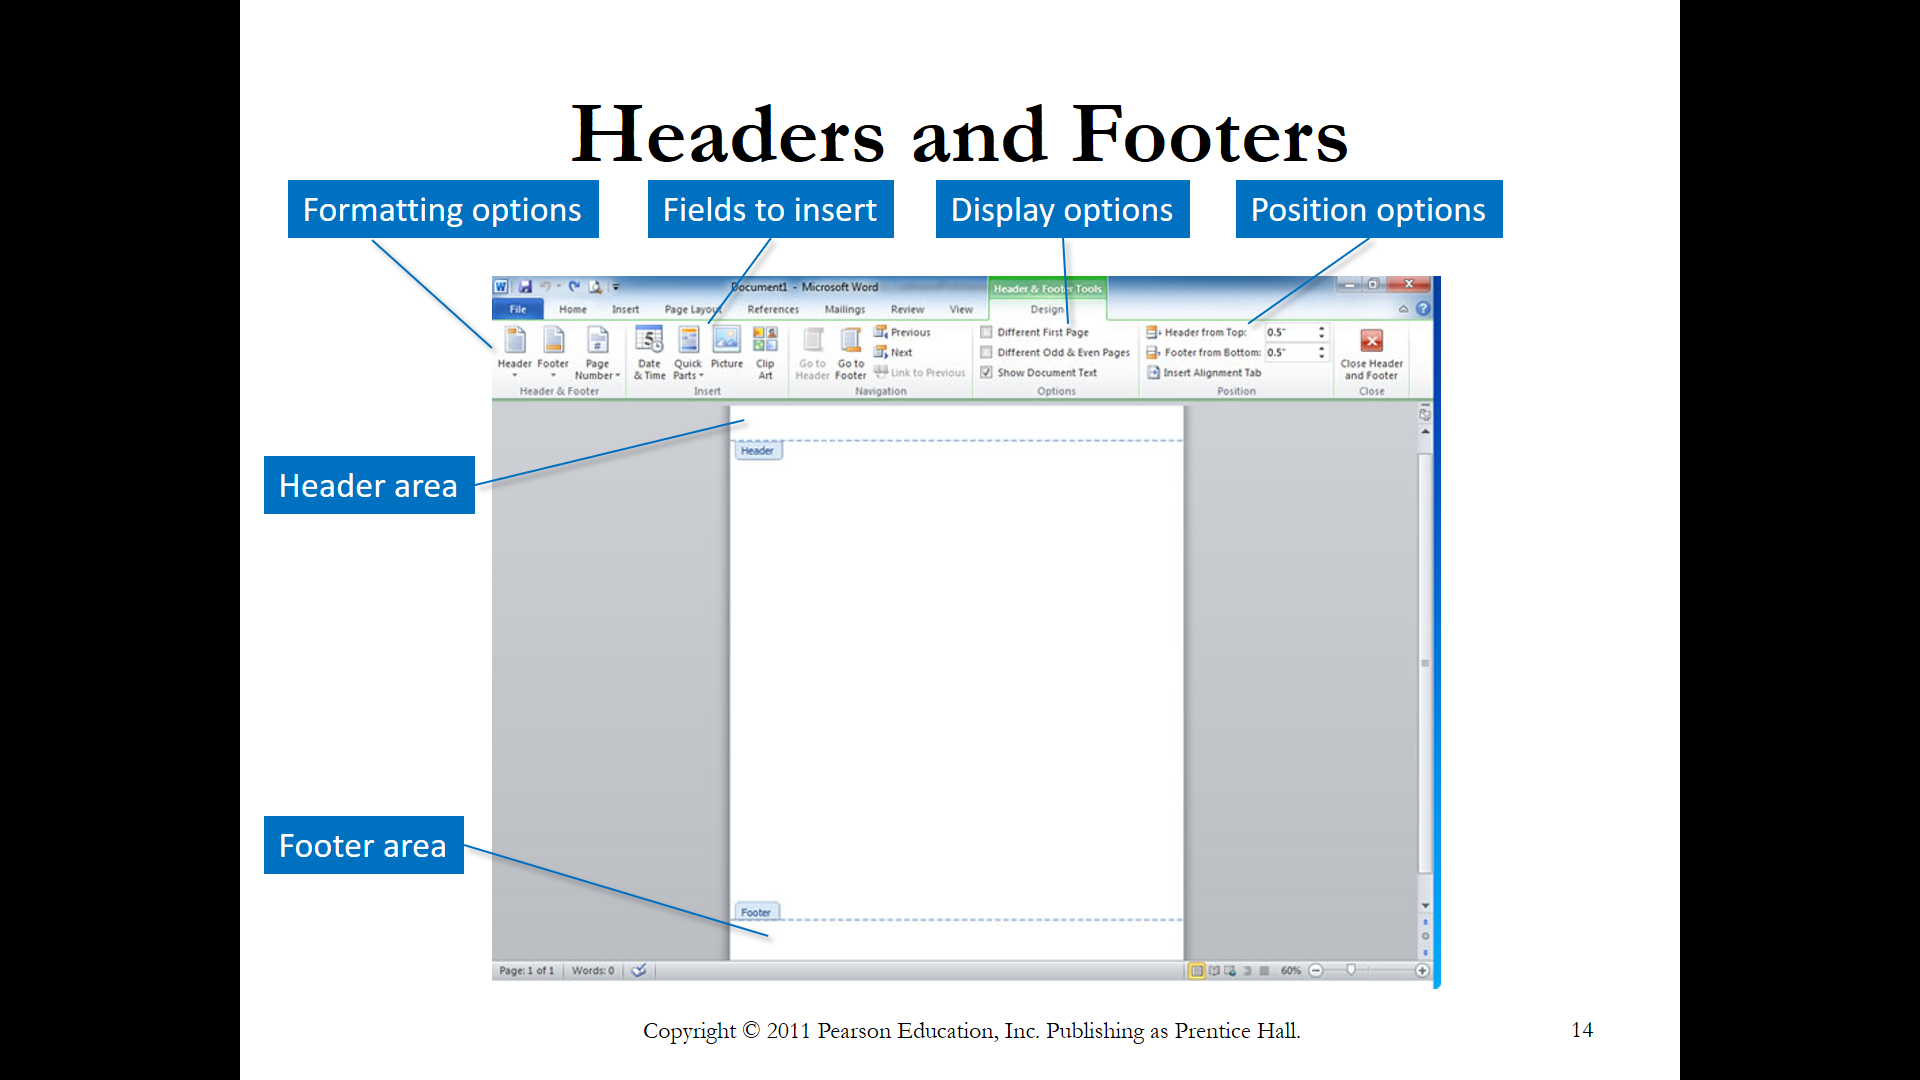 Headers and Footers
Formatting options
Fields to insert
Display options
Position options
Document1 - Microsoft Word
Header & Footer Tools
File Home Insert Page Layout References Mailings Review View Design
Header Footer Page Number
Header & Footer
Date & Time Quick Parts Picture Clip Art
Insert
Go to Header Go to Footer
Previous
Next
Link to Previous
Navigation
Different First Page
Different Odd & Even Pages
Show Document Text
Options
Header from Top: 0.5"
Footer from Bottom: 0.5"
Insert Alignment Tab
Position
Close Header
and Footer
Close
Header area
Header
Footer area
Footer
Page: 1 of 1 Words: 0 60%
Copyright © 2011 Pearson Education, Inc. Publishing as Prentice Hall.
14